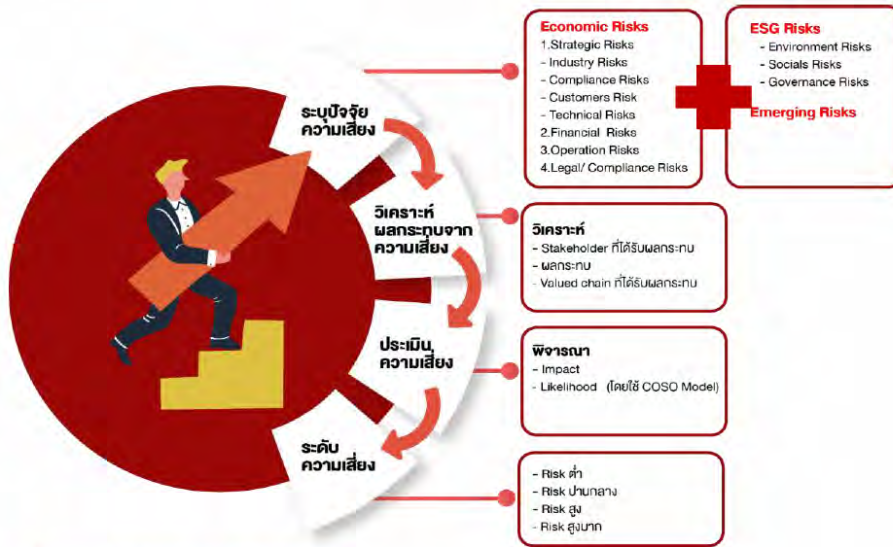 ระบุปัจจัย
ความเสี่ยง
Economic Risks
1.Strategic Risks
- Industry Risks
- Compliance Risks
- Customers Risk
- Technical Risks
2.Financial Risks
3.Operation Risks
4.Legal/ Compliance Risks
ESG Risks
- Environment Risks
- Socials Risks
- Governance Risks
Emerging Risks
วิเคราะห์
ผลกระทบจาก
ความเสี่ยง
วิเคราะห์
- Stakeholder ที่ได้รับผลกระทบ
- ผลกระทบ
- Valued chain ที่ได้รับผลกระทบ
ประเมิน
ความเสี่ยง
พิจารณา
- Impact
- Likelihood (โดยใช้ COSO Model)
ระดับ
ความเสี่ยง
- Risk ต่ำ
- Risk ปานกลาง
- Risk สูง
- Risk สูงมาก